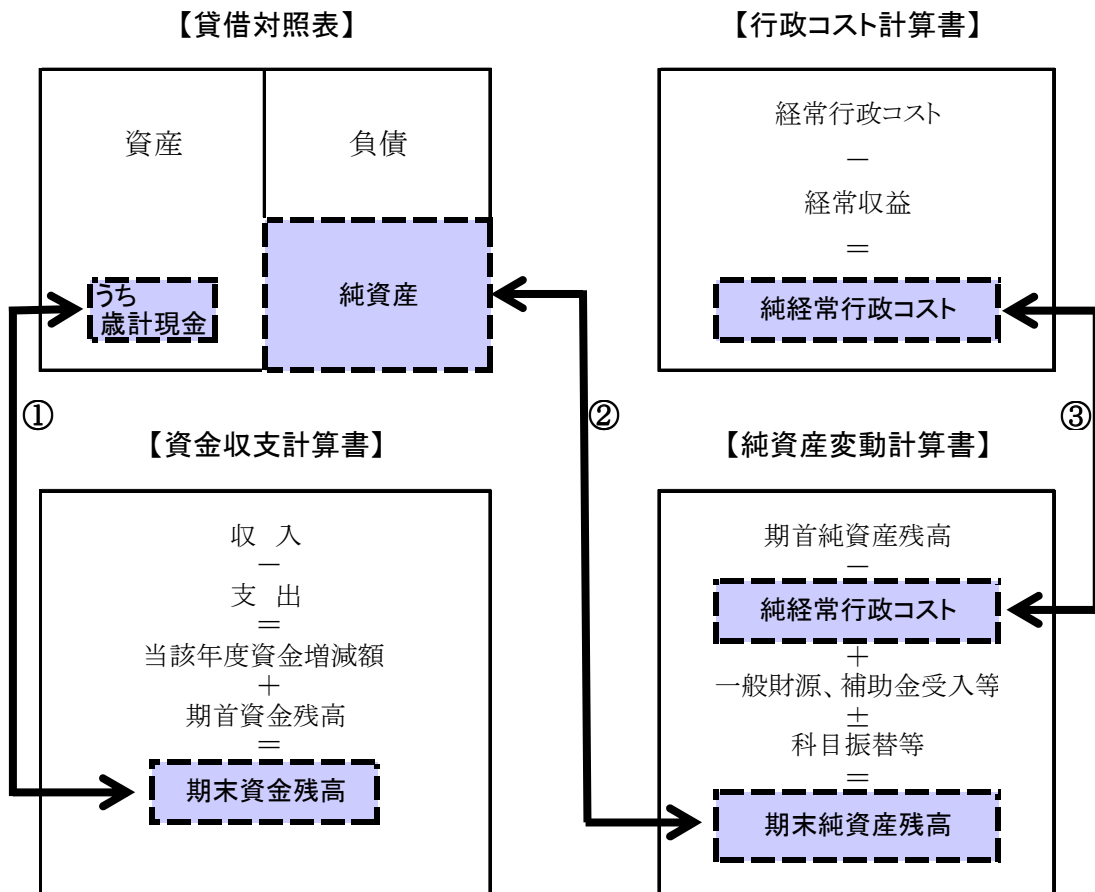 【貸借対照表】
資産
負債
うち
歳計現金
純資産
【行政コスト計算書】
経常行政コスト
－
経常収益
＝
純経常行政コスト
①
②
③
【資金収支計算書】
収 入
－
支 出
＝
当該年度資金増減額
＋
期首資金残高
＝
期末資金残高
【純資産変動計算書】
期首純資産残高
－
純経常行政コスト
＋
一般財源、補助金受入等
±
科目振替等
＝
期末純資産残高